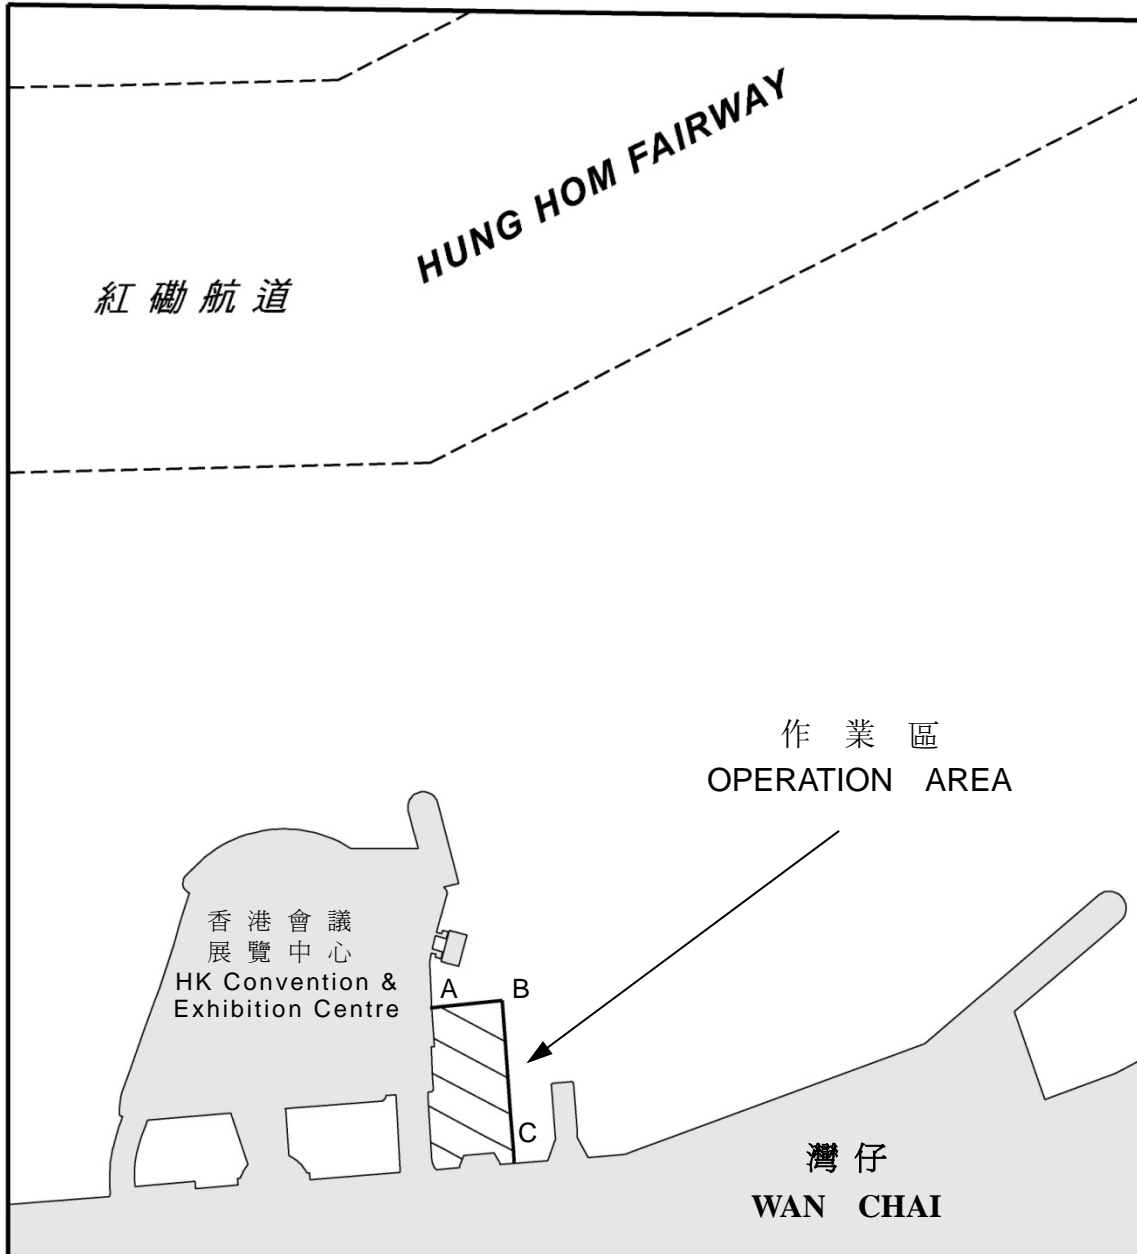 HUNG HOM FAIRWAY
紅磡航道
作業區
OPERATION AREA
香港會議
展覽中心
HK Convention &
Exhibition Centre
A
B
C
灣仔
WAN CHAI